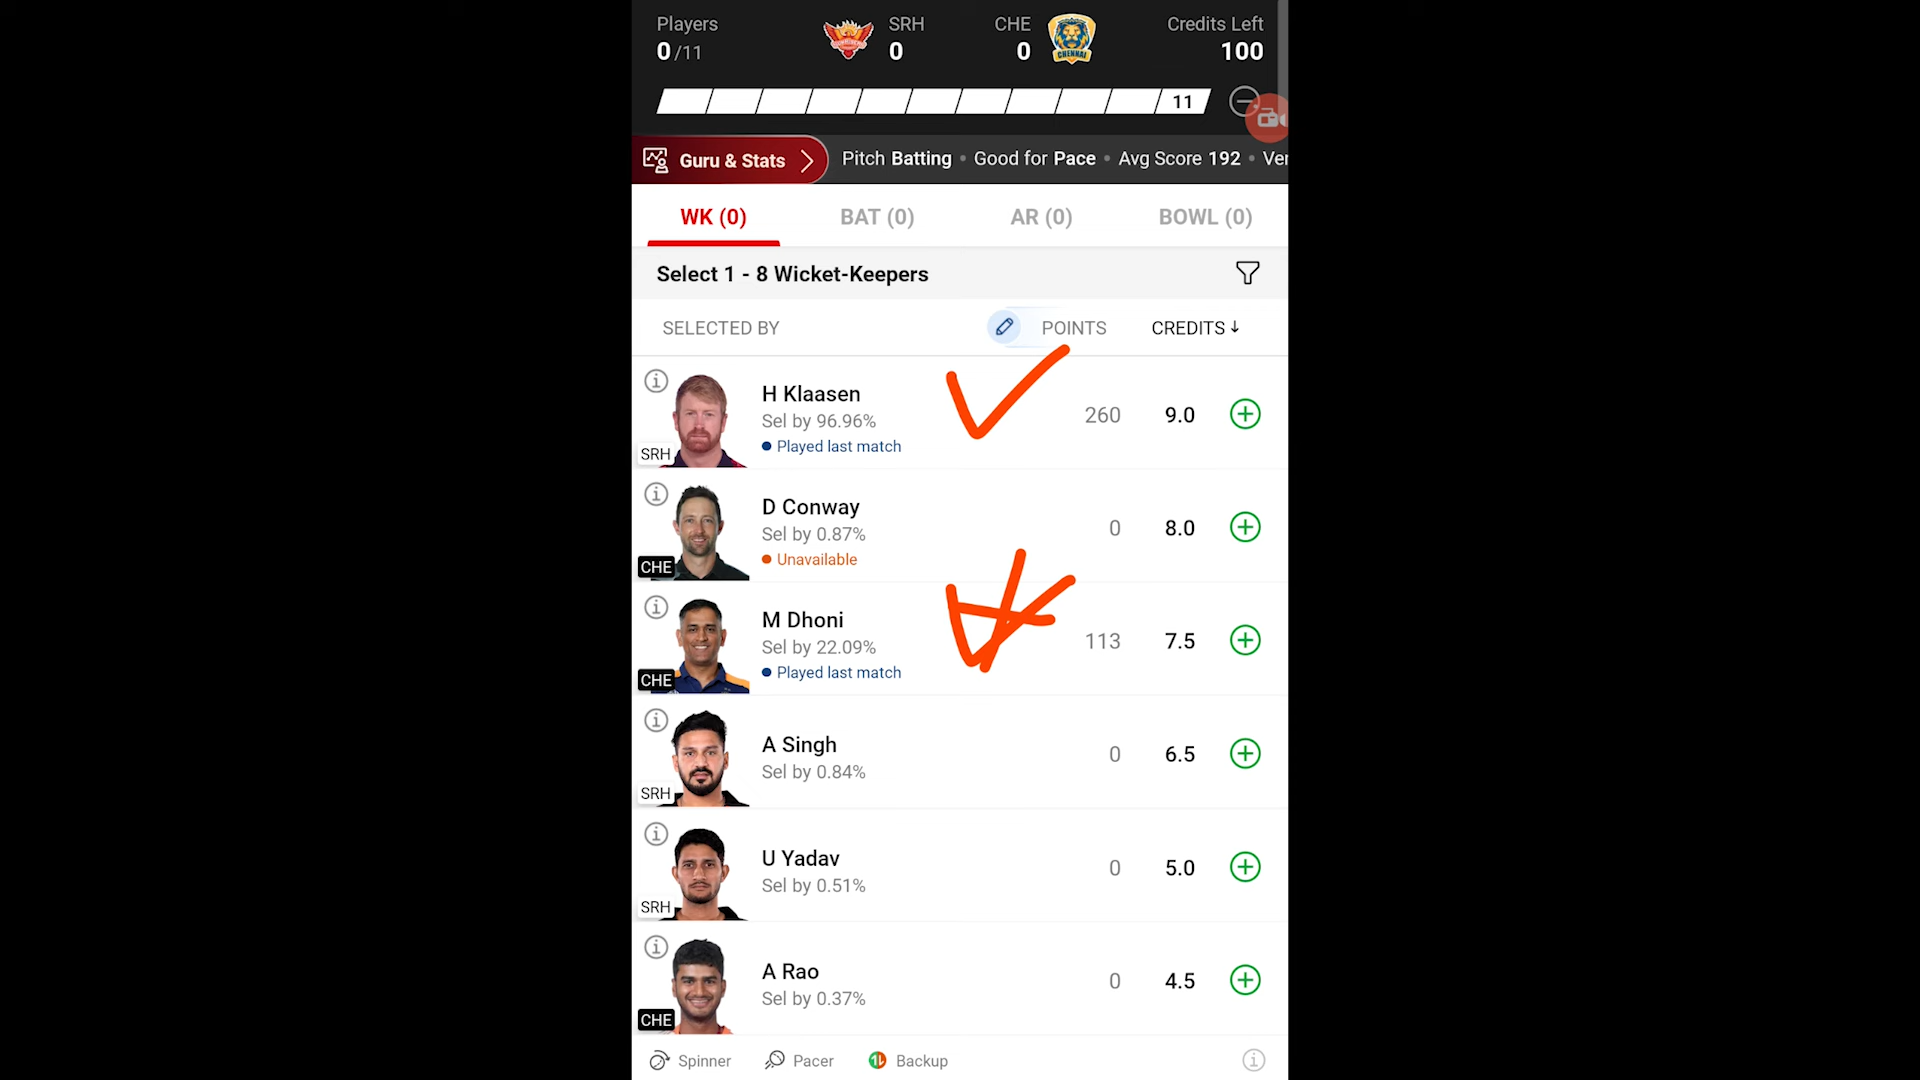 Players SRH CHE Credits Left
0 /11 0 0 CHENNAI 100
11
Guru & Stats Pitch Batting • Good for Pace • Avg Score 192 • Ver
WK (0) BAT (0) AR (0) BOWL (0)
Select 1 - 8 Wicket-Keepers
SELECTED BY POINTS CREDITS ↓
H Klaasen
Sel by 96.96% 260 9.0
SRH Played last match
D Conway
Sel by 0.87% 0 8.0
CHE Unavailable
M Dhoni
Sel by 22.09% 113 7.5
CHE Played last match
A Singh
Sel by 0.84% 0 6.5
SRH
U Yadav
Sel by 0.51% 0 5.0
SRH
A Rao
Sel by 0.37% 0 4.5
CHE
Spinner Pacer Backup